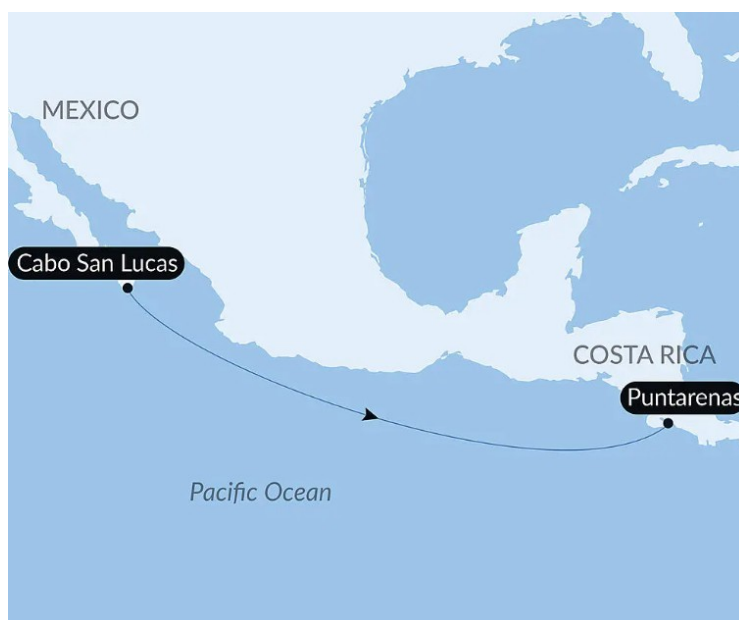 MEXICO
Cabo San Lucas
COSTA RICA
Puntarenas
Pacific Ocean